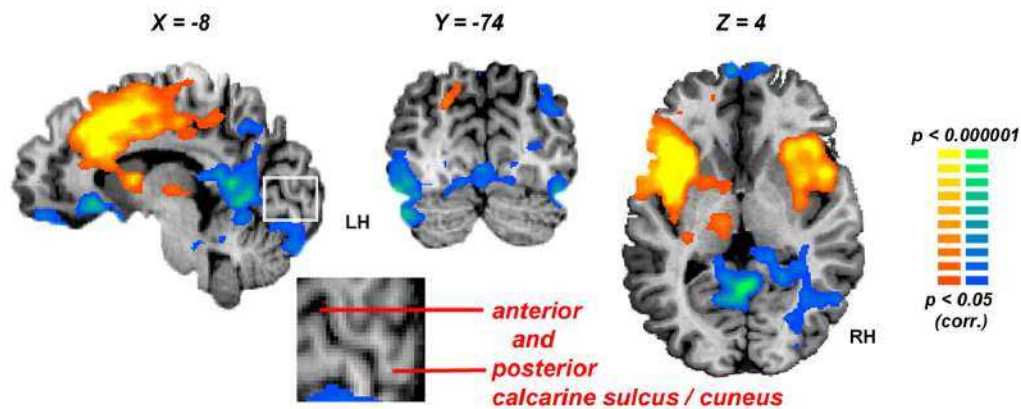 X = -8
Y = -74
Z = 4
p < 0.000001
LH
p < 0.05
(corr.)
RH
anterior
and
posterior
calcarine sulcus / cuneus